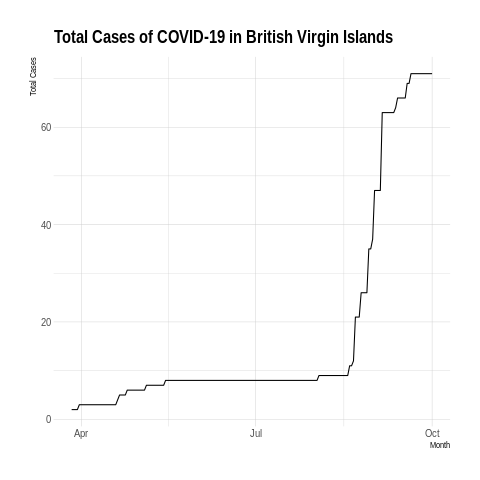 Total Cases of COVID-19 in British Virgin Islands
Total Cases
60
40
20
0
Apr
Jul
Oct
Month